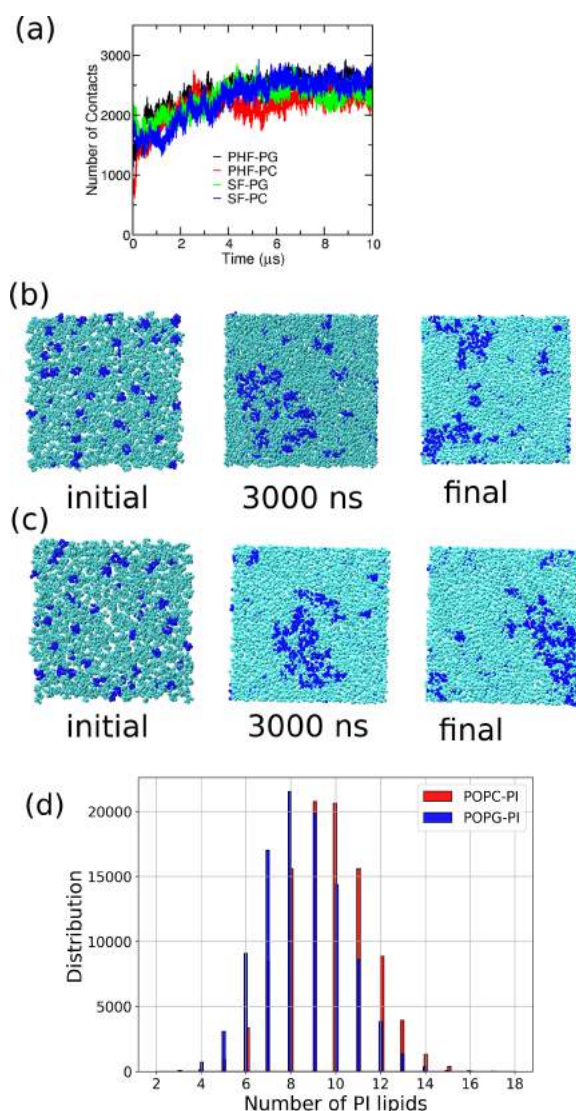 (a)
3000
2000
1000
0
Number of Contacts
PHF-PG
PHF-PC
SF-PG
SF-PC
0 2 4 6 8 10
Time (μs)
(b)
initial 3000 ns final
(c)
initial 3000 ns final
(d)
20000
15000
10000
5000
0
Distribution
POPC-PI
POPG-PI
2 4 6 8 10 12 14 16 18
Number of PI lipids